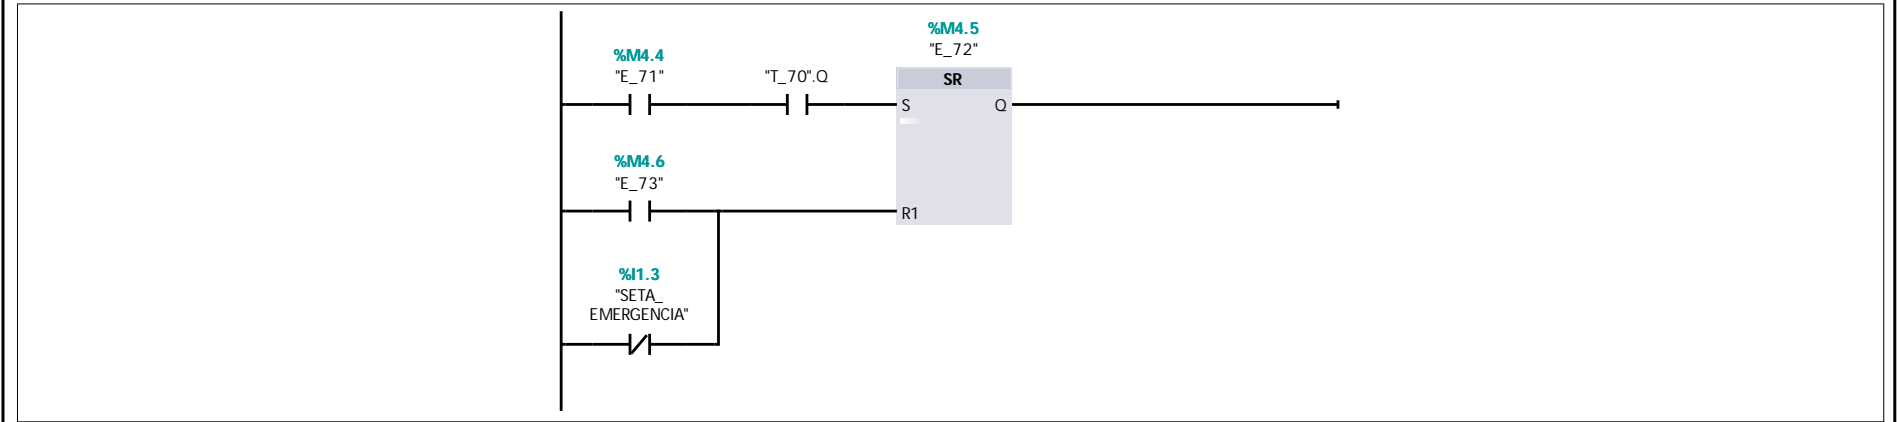 %M4.5
"E_72"
%M4.4
"E_71"
"T_70".Q
SR
S
Q
%M4.6
"E_73"
R1
%I1.3
"SETA_
EMERGENCIA"